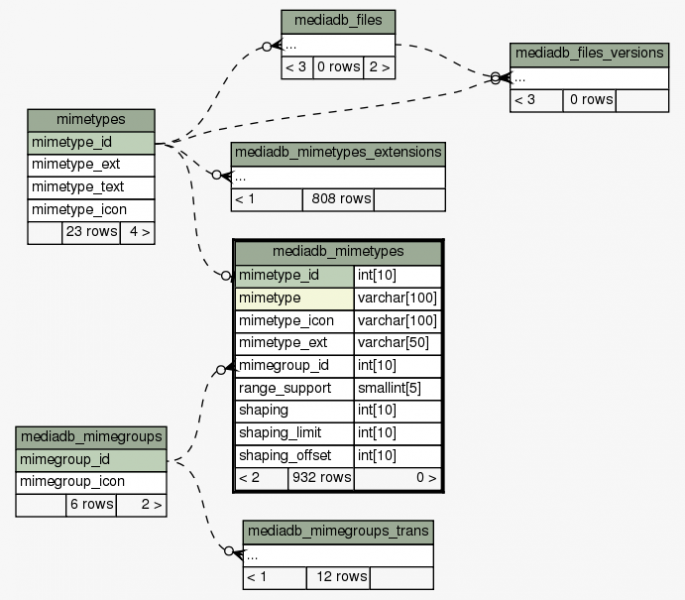 mediadb_files
...
< 3 0 rows 2 >
mediadb_files_versions
...
< 3 0 rows
mimetypes
mimetype_id
mimetype_ext
mimetype_text
mimetype_icon
23 rows 4 >
mediadb_mimetypes_extensions
...
< 1 808 rows
mediadb_mimetypes
mimetype_id int[10]
mimetype varchar[100]
mimetype_icon varchar[100]
mimetype_ext varchar[50]
mimegroup_id int[10]
range_support smallint[5]
shaping int[10]
shaping_limit int[10]
shaping_offset int[10]
< 2 932 rows 0 >
mediadb_mimegroups
mimegroup_id
mimegroup_icon
6 rows 2 >
mediadb_mimegroups_trans
...
< 1 12 rows